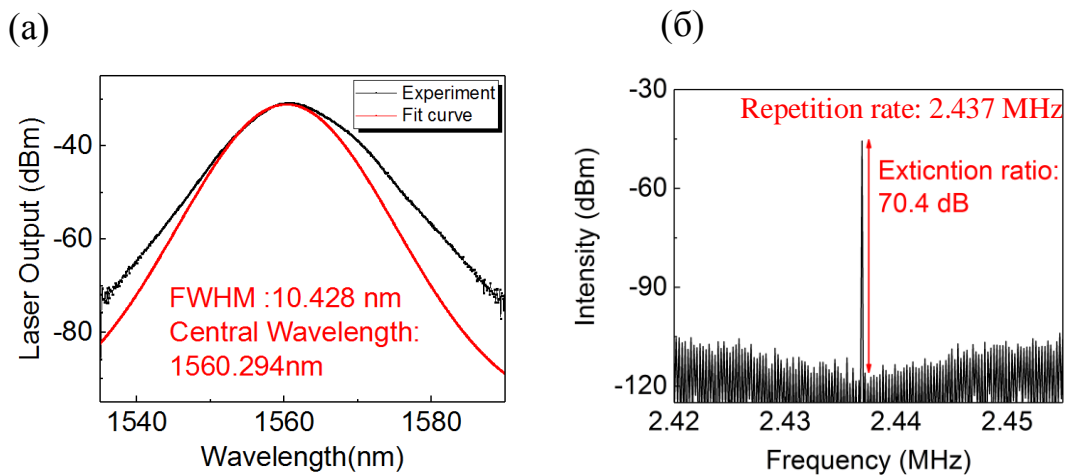 (а)
(б)
Experiment
Fit curve
-40
-60
-80
Laser Output (dBm)
FWHM :10.428 nm
Central Wavelength:
1560.294nm
1540
1560
1580
Wavelength(nm)
Repetition rate: 2.437 MHz
Exticntion ratio:
70.4 dB
-30
-60
-90
-120
Intensity (dBm)
2.42
2.43
2.44
2.45
Frequency (MHz)